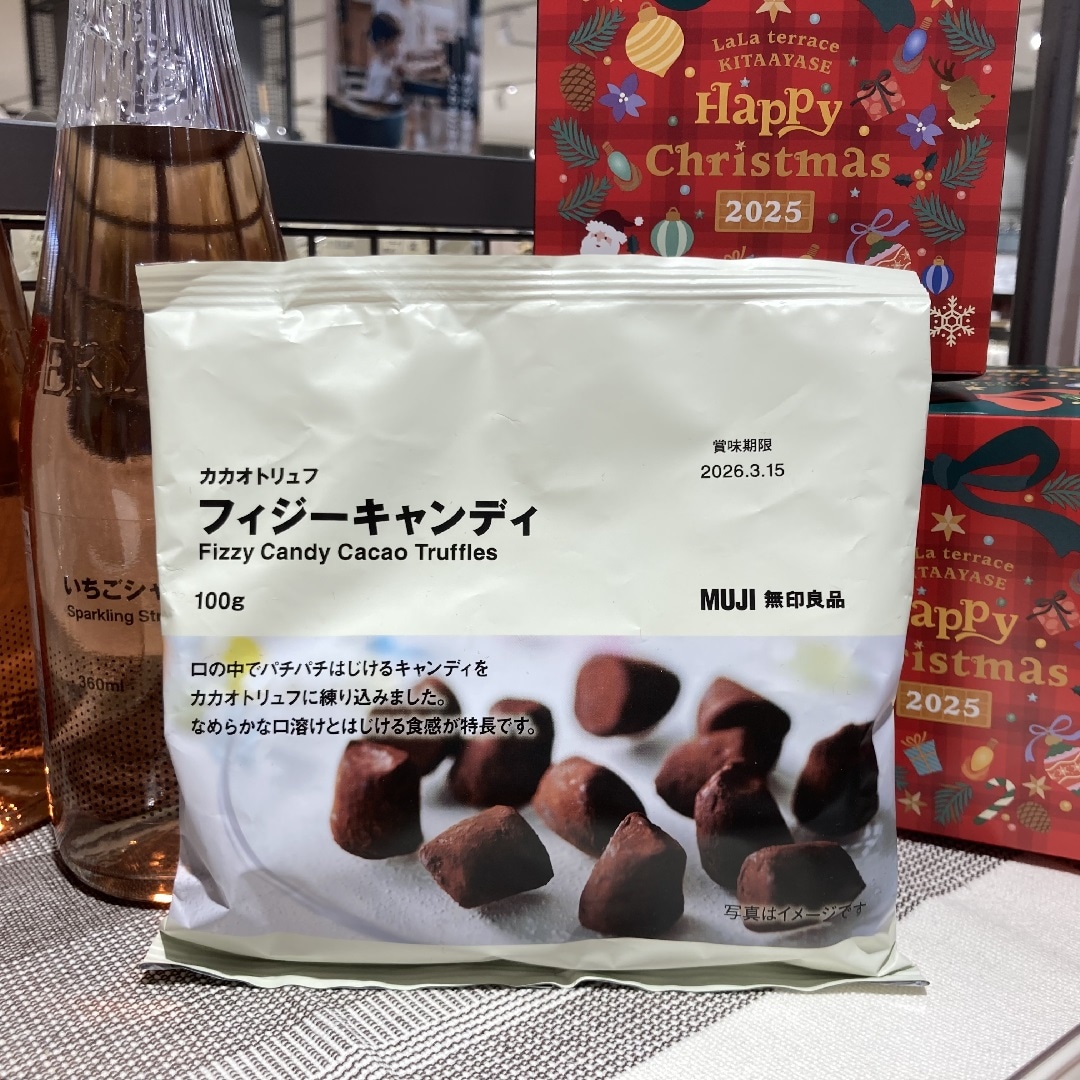 LaLa terrace
KITAAYASE
Happy
Christmas
2025
賞味期限
2026.3.15
カカオトリュフ
フィジーキャンディ
Fizzy Candy Cacao Truffles
100g
MUJI 無印良品
口の中でパチパチはじけるキャンディを
カカオトリュフに練り込みました。
なめらかな口溶けとはじける食感が特長です。
写真はイメージです
いちごシャ
Sparkling Str
360ml
La terrace
KITAAYASE
appy
ristmas
2025